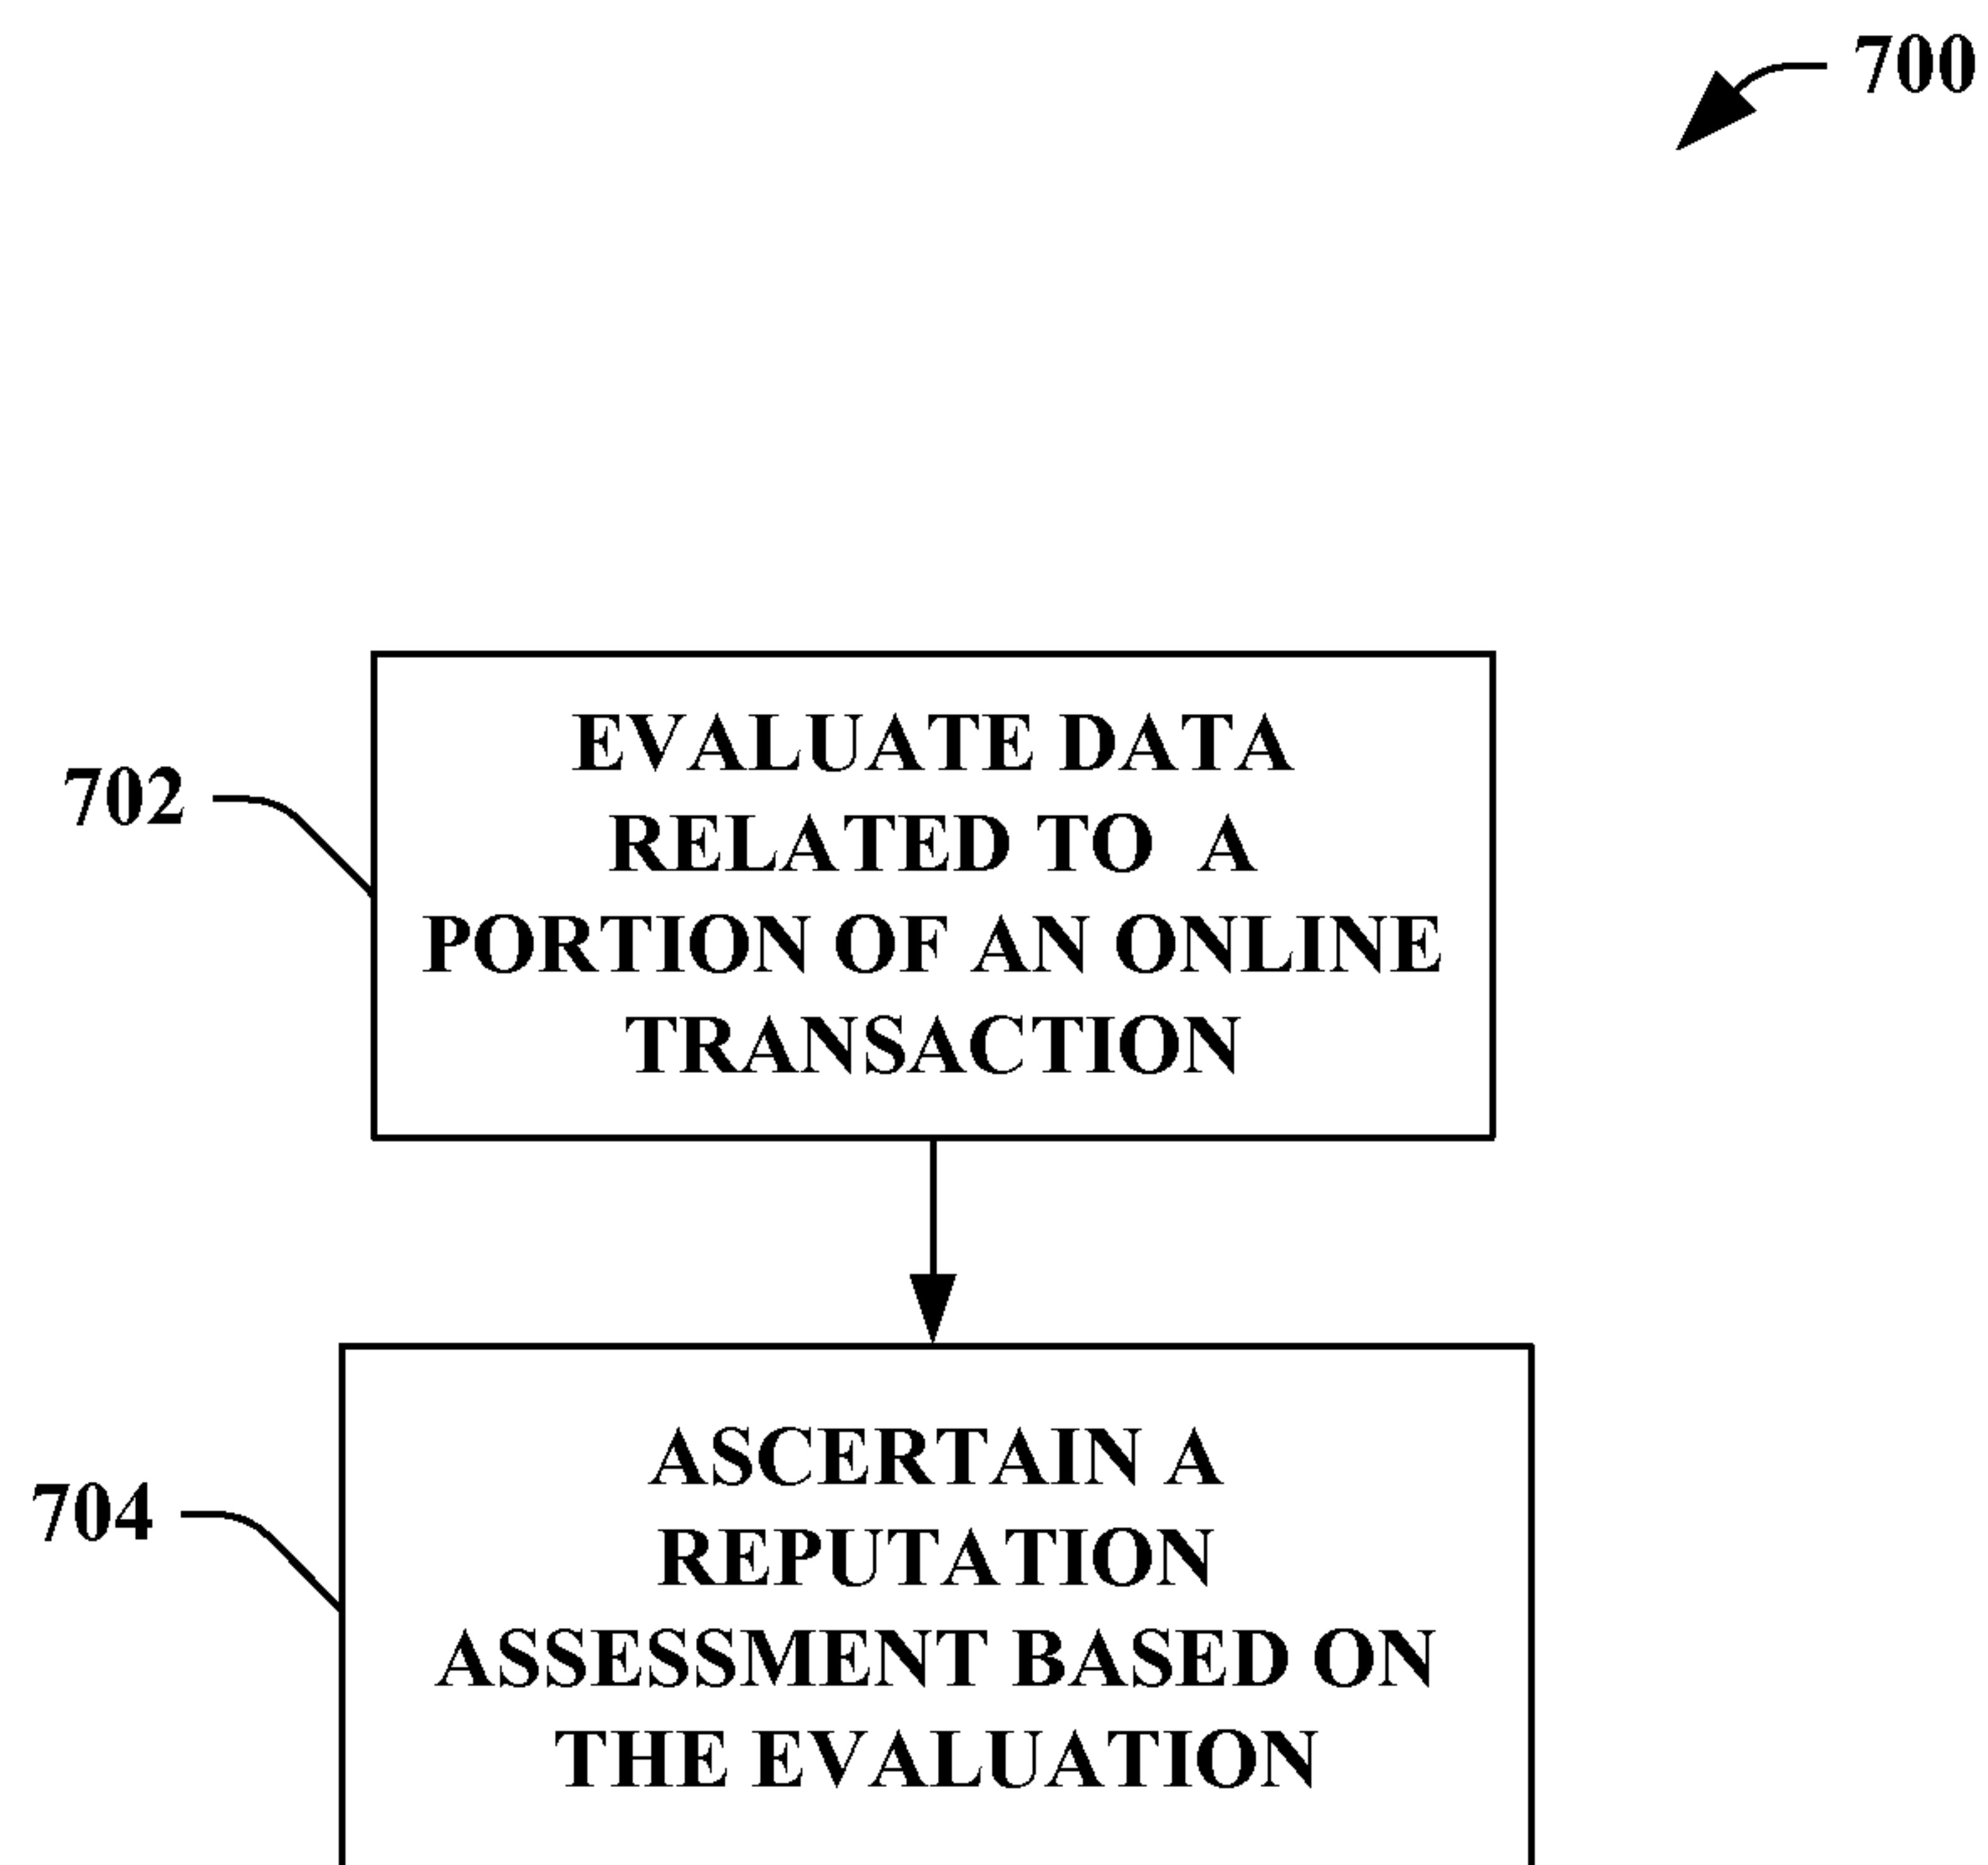 700
702
EVALUATE DATA
RELATED TO A
PORTION OF AN ONLINE
TRANSACTION
704
ASCERTAIN A
REPUTATION
ASSESSMENT BASED ON
THE EVALUATION